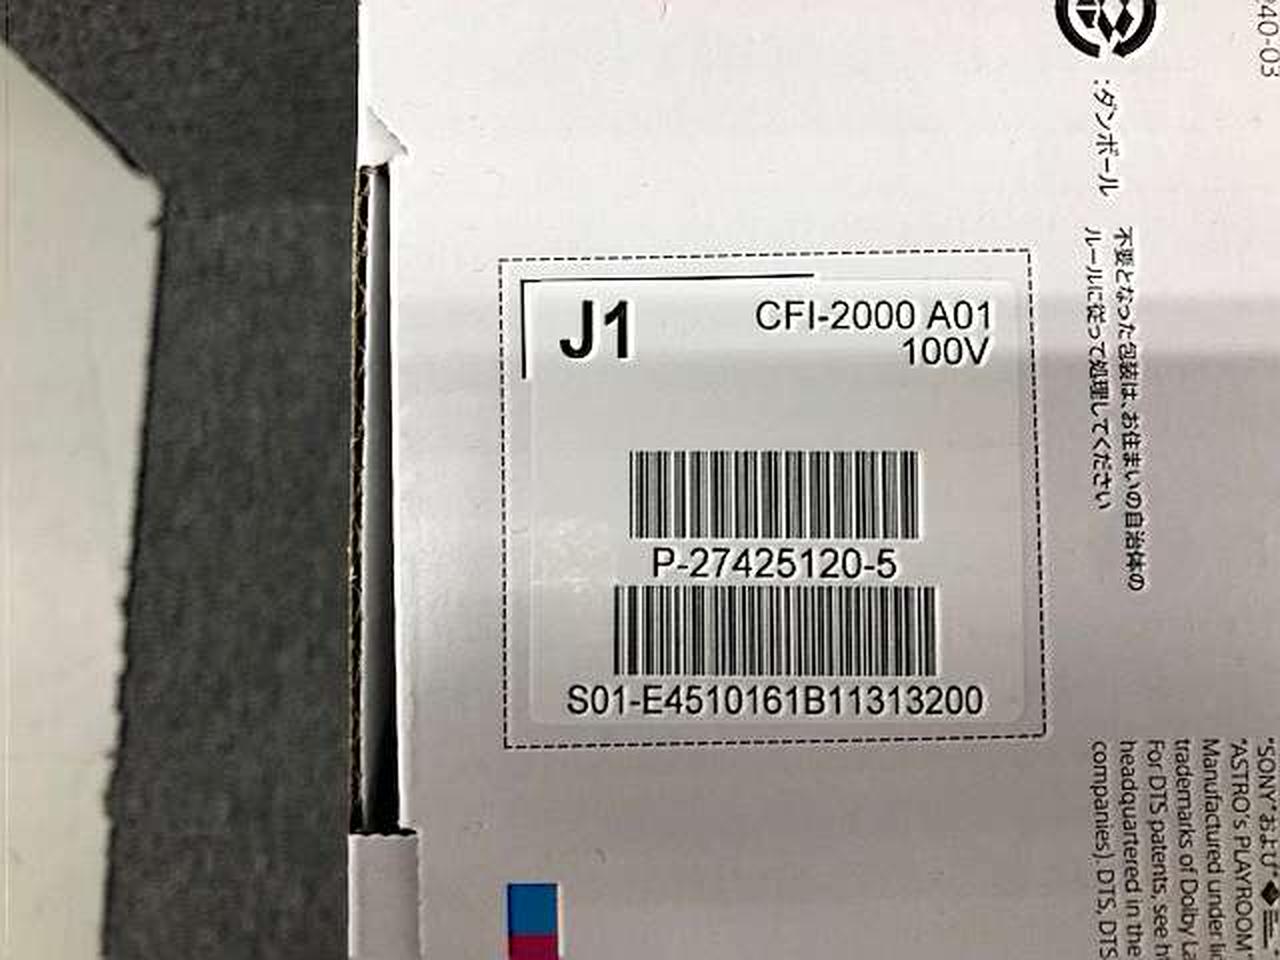 J1
CFI-2000 A01
100V
P-27425120-5
S01-E4510161B11313200
:ダンボール
不要となった包装は、お住まいの自治体の
ルールに従って処理してください
40-03
"SONY"および"
"ASTRO'S PLAYROOM"
Manufactured under
trademarks of Dolby
For DTS patents, see
headquartered in the
companies). DTS, DTS